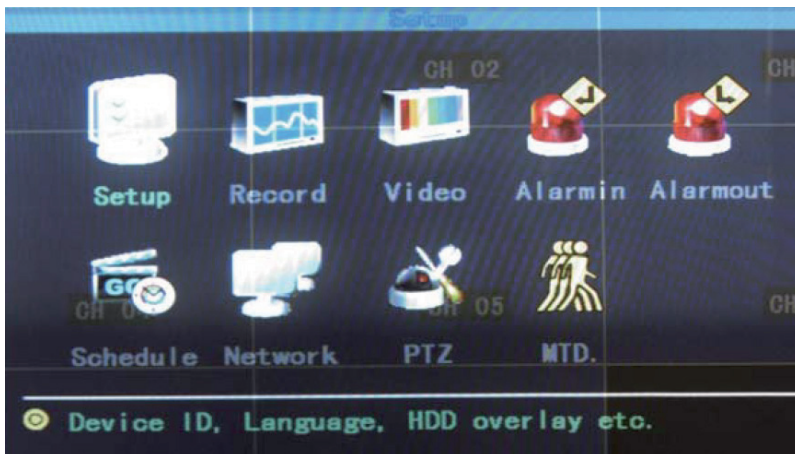 Setup
CH 02
CH
Setup Record Video Alarmin Alarmout
GO
CH 05
CH
Schedule Network PTZ MTD.
Device ID, Language, HDD overlay etc.